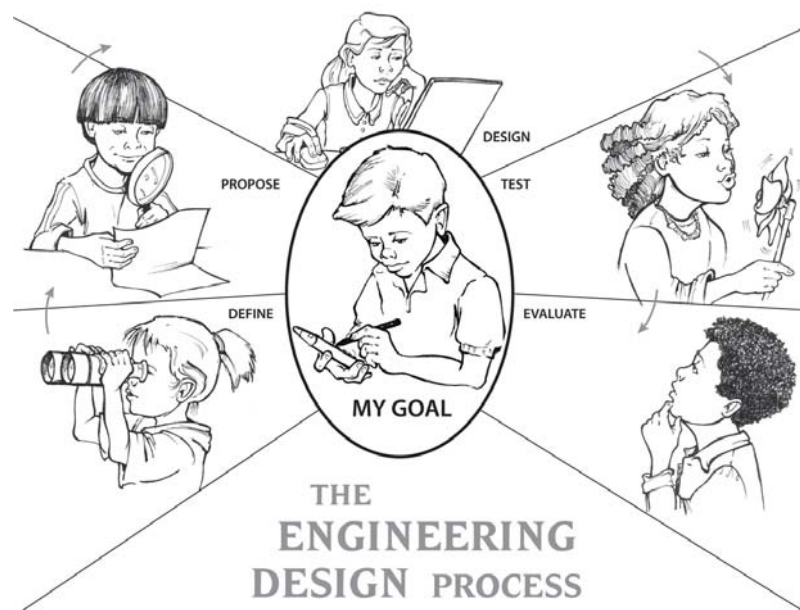 DESIGN
PROPOSE
TEST
DEFINE
EVALUATE
MY GOAL
THE
ENGINEERING
DESIGN PROCESS